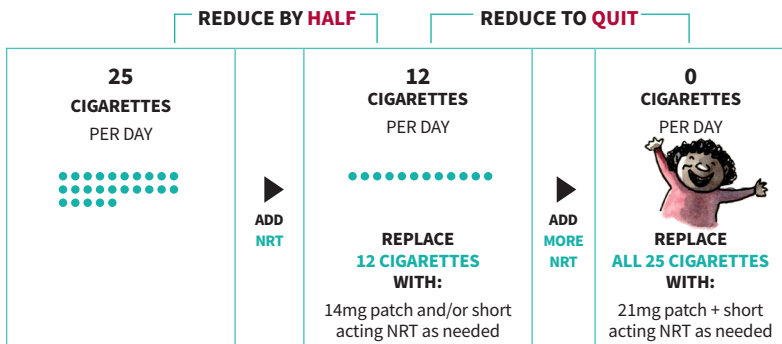 REDUCE BY HALF
REDUCE TO QUIT
25
CIGARETTES
PER DAY
ADD
NRT
12
CIGARETTES
PER DAY
REPLACE
12 CIGARETTES
WITH:
14mg patch and/or short
acting NRT as needed
ADD
MORE
NRT
0
CIGARETTES
PER DAY
REPLACE
ALL 25 CIGARETTES
WITH:
21mg patch + short
acting NRT as needed